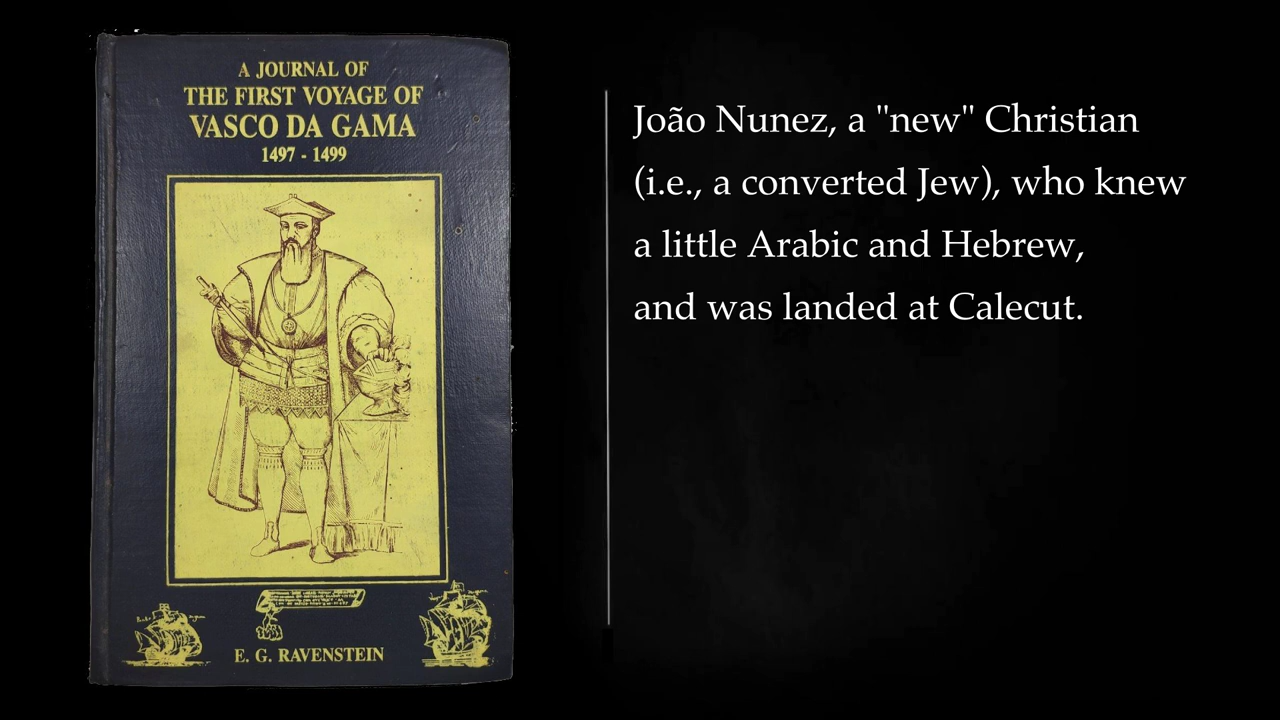 A JOURNAL OF
THE FIRST VOYAGE OF
VASCO DA GAMA
1497 - 1499
E. G. RAVENSTEIN
João Nunez, a "new" Christian
(i.e., a converted Jew), who knew
a little Arabic and Hebrew,
and was landed at Calecut.